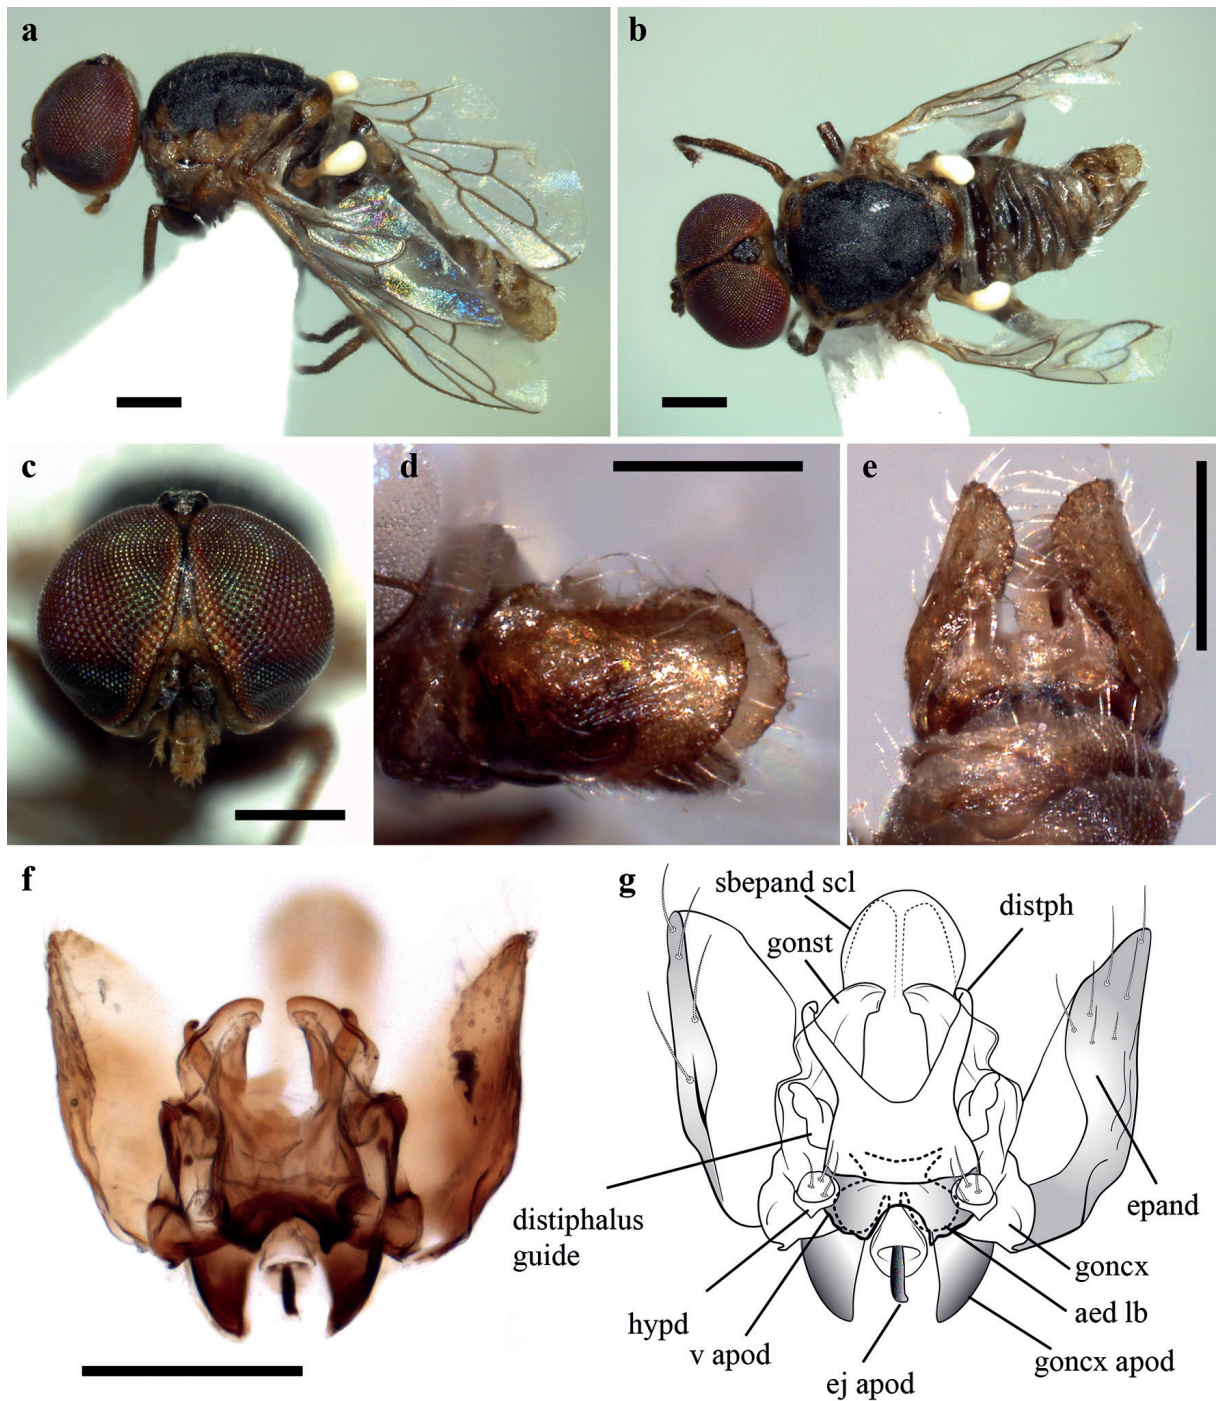 a
b
c
d
e
f
g
sbepand scl
distph
gonst
distiphalus
guide
epand
goncx
aed lb
hypd
v apod
goncx apod
ej apod